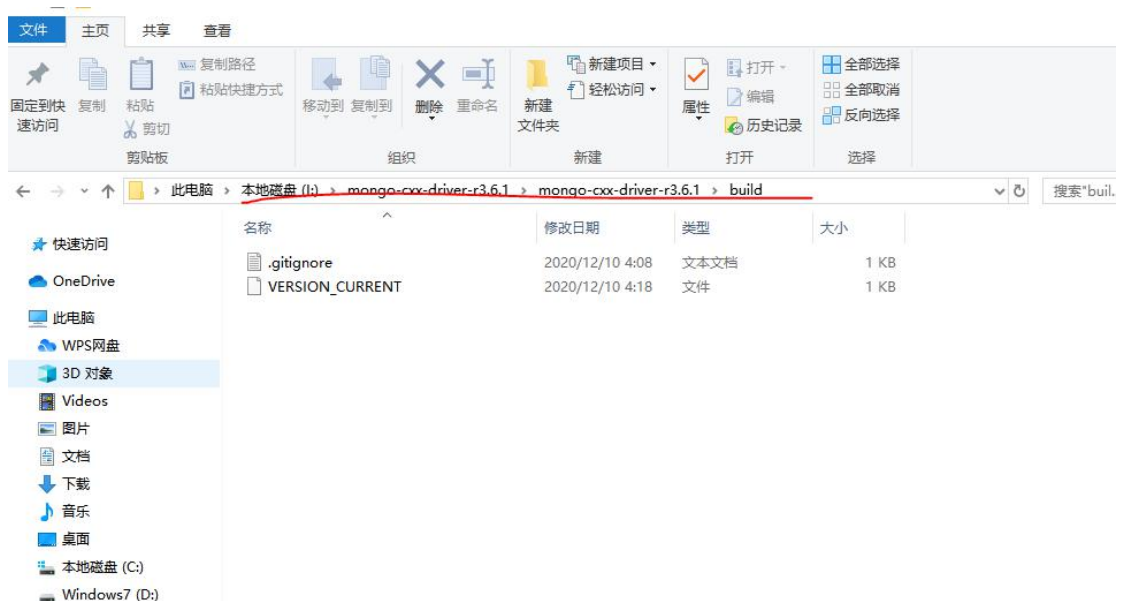 文件 主页 共享 查看
固定到快速访问
复制
粘贴
复制路径
粘贴快捷方式
剪切
剪贴板
移动到 复制到 删除 重命名
组织
新建文件夹
新建项目
轻松访问
新建
属性
打开
编辑
历史记录
打开
全部选择
全部取消
反向选择
选择
此电脑 › 本地磁盘 (I:) › mongo-cxx-driver-r3.6.1 › mongo-cxx-driver-r3.6.1 › build
搜索"buil.
名称 修改日期 类型 大小
.gitignore 2020/12/10 4:08 文本文档 1 KB
VERSION_CURRENT 2020/12/10 4:18 文件 1 KB
快速访问
OneDrive
此电脑
WPS网盘
3D 对象
Videos
图片
文档
下载
音乐
桌面
本地磁盘 (C:)
Windows7 (D:)